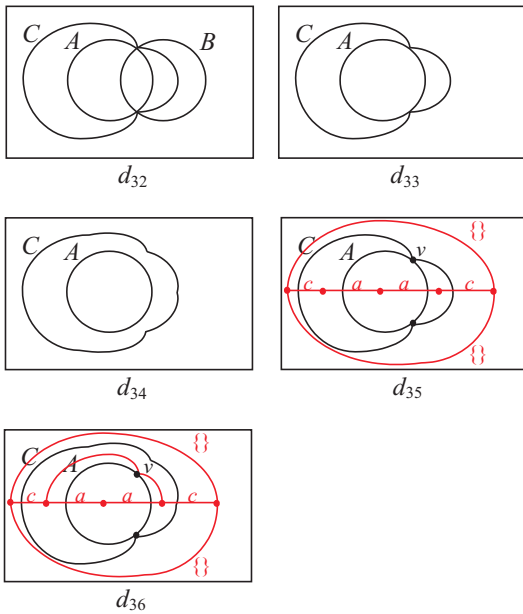 C A B
C A
d32 d33
C A
C A v {}
c a a c
{}
d34 d35
C A v {}
c a a c
{}
d36